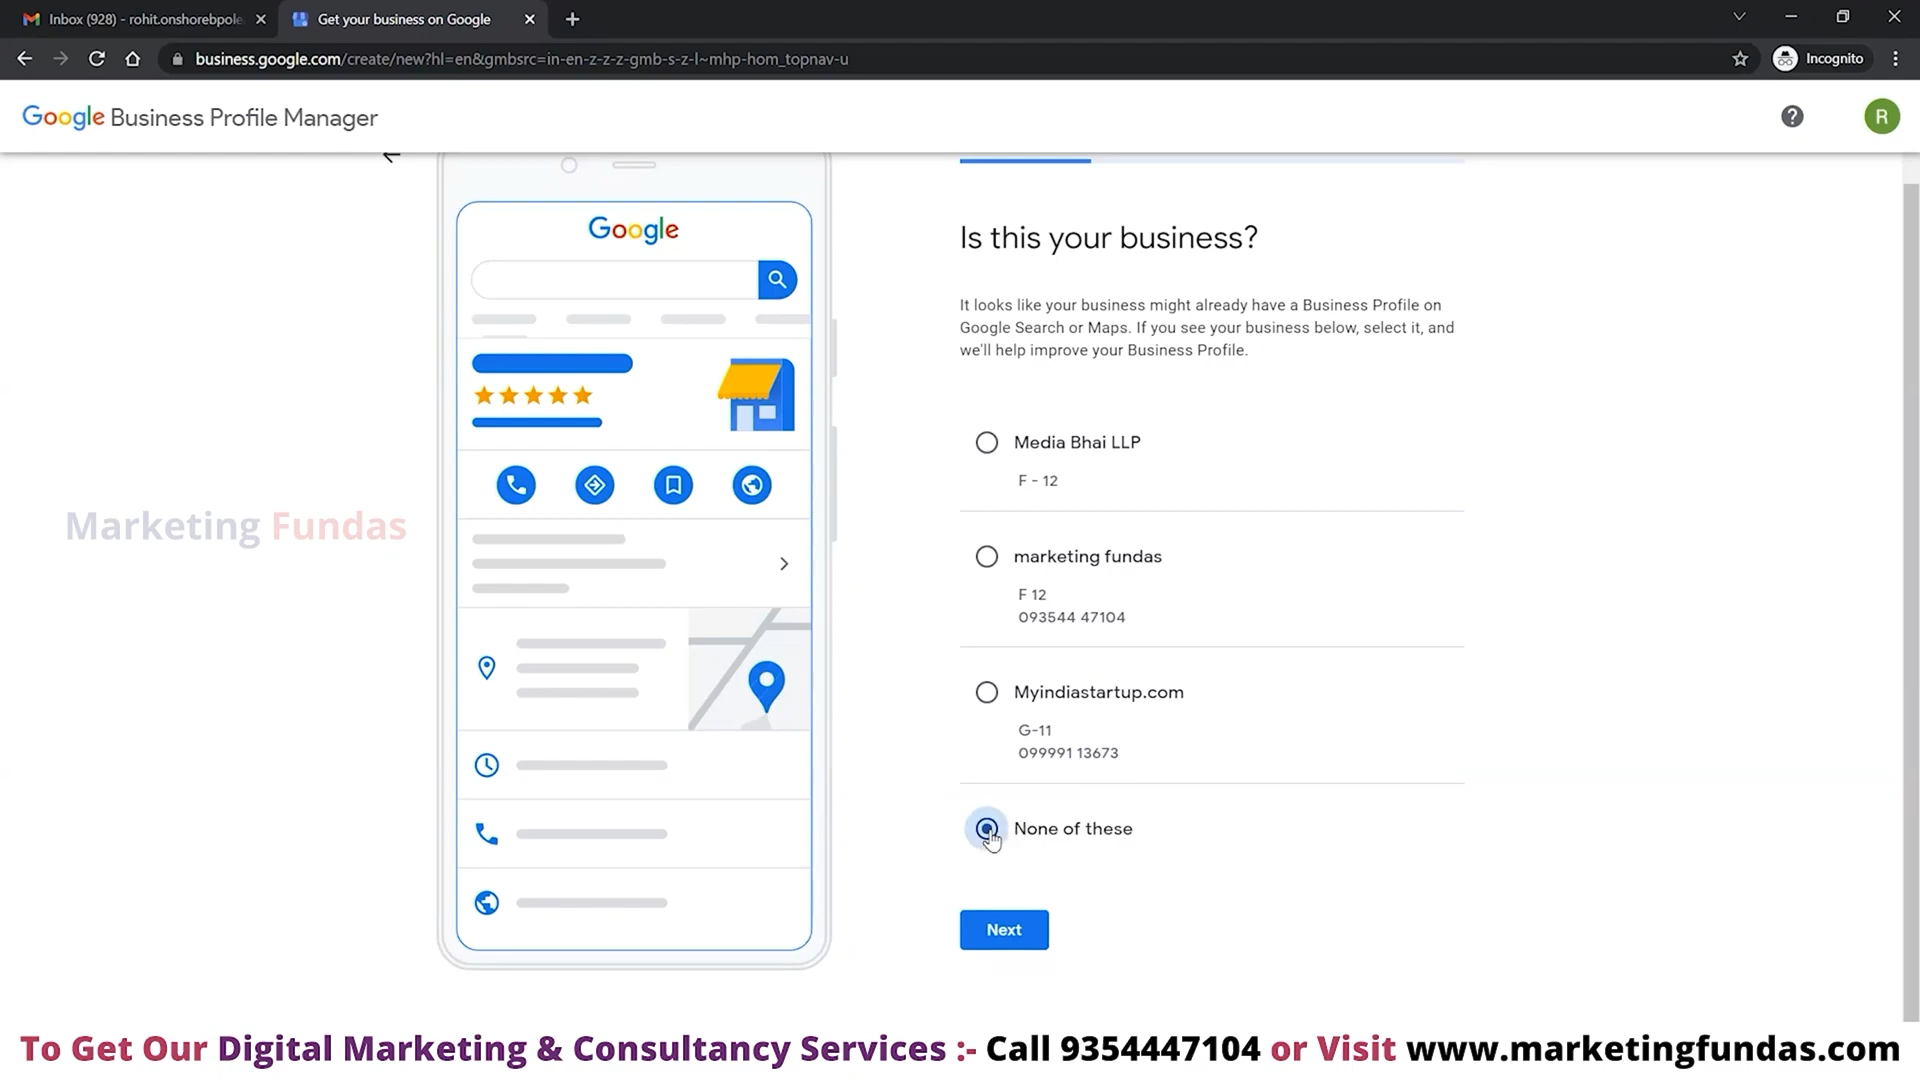 Inbox (928) - rohit.onshorebpole
Get your business on Google
business.google.com/create/new?hl=en&gmbsrc=in-en-z-z-z-gmb-s-z-l~mhp-hom_topnav-u
Incognito
Google Business Profile Manager
R
Google
Is this your business?
It looks like your business might already have a Business Profile on
Google Search or Maps. If you see your business below, select it, and
we'll help improve your Business Profile.
Media Bhai LLP
F - 12
Marketing Fundas
marketing fundas
F 12
093544 47104
Myindiastartup.com
G-11
099991 13673
None of these
Next
To Get Our Digital Marketing & Consultancy Services :- Call 9354447104 or Visit www.marketingfundas.com